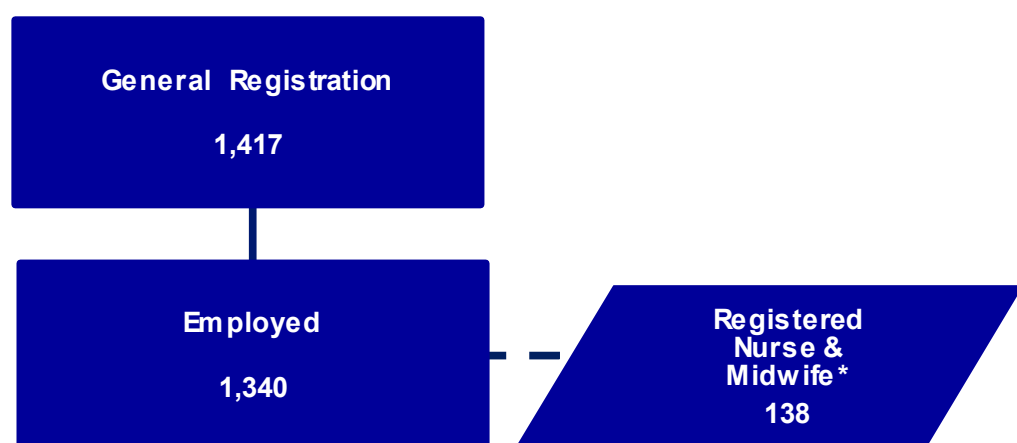 General Registration
1,417
Employed
1,340
Registered
Nurse &
Midwife*
138